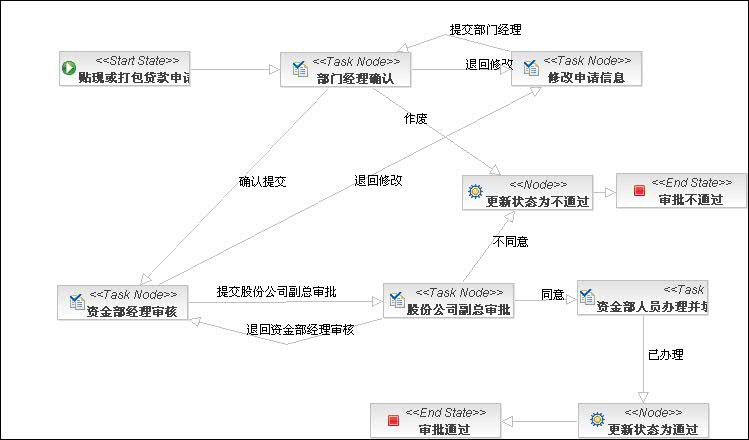 提交部门经理
<<Start State>>
贴现或打包贷款申请
<<Task Node>>
部门经理确认
退回修改
<<Task Node>>
修改申请信息
作废
确认提交
退回修改
<<Node>>
更新状态为不通过
<<End State>>
审批不通过
不同意
<<Task Node>>
资金部经理审核
提交股份公司副总审批
<<Task Node>>
股份公司副总审批
同意
<<Task
资金部人员办理并
退回资金部经理审核
已办理
<<End State>>
审批通过
<<Node>>
更新状态为通过